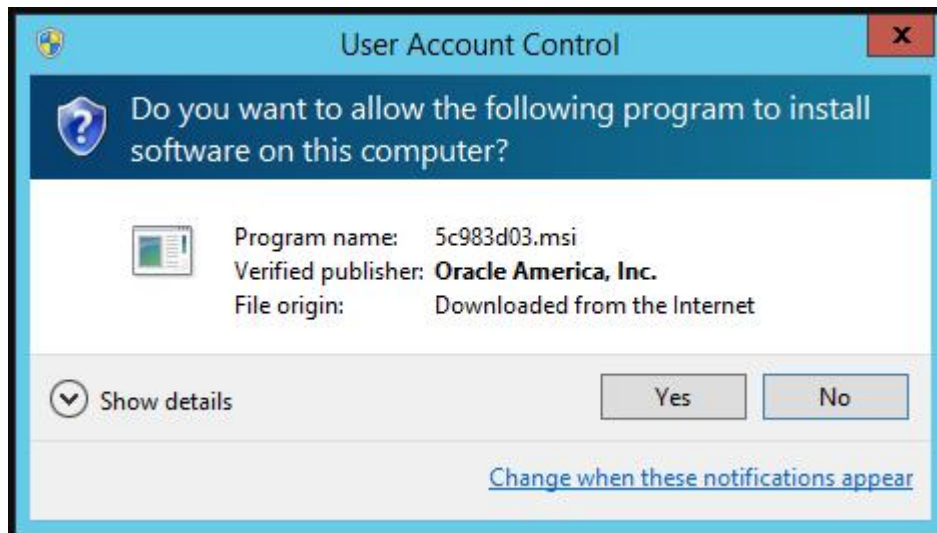 User Account Control
x
Do you want to allow the following program to install
software on this computer?
Program name: 5c983d03.msi
Verified publisher: Oracle America, Inc.
File origin: Downloaded from the Internet
Show details
Yes
No
Change when these notifications appear